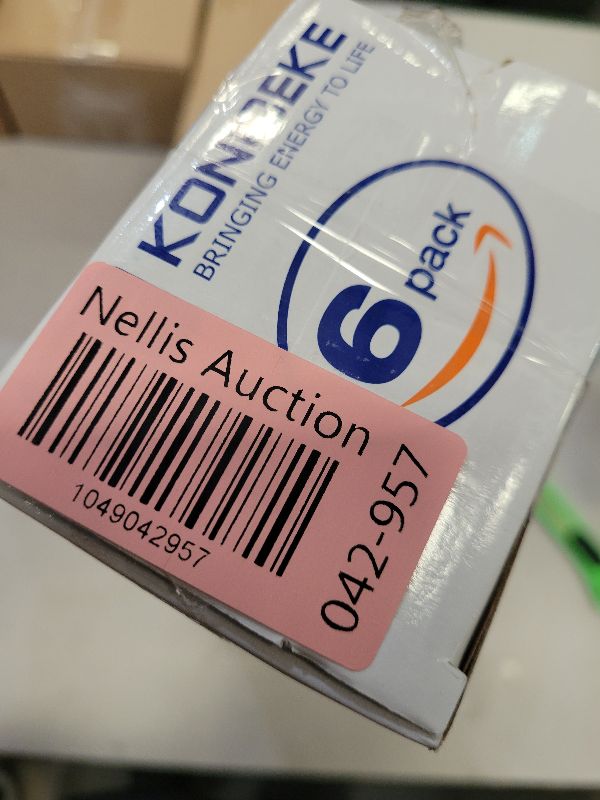 BRINGING ENERGY TO LIFE
6
pack
Nellis Auction
1049042957
042-957